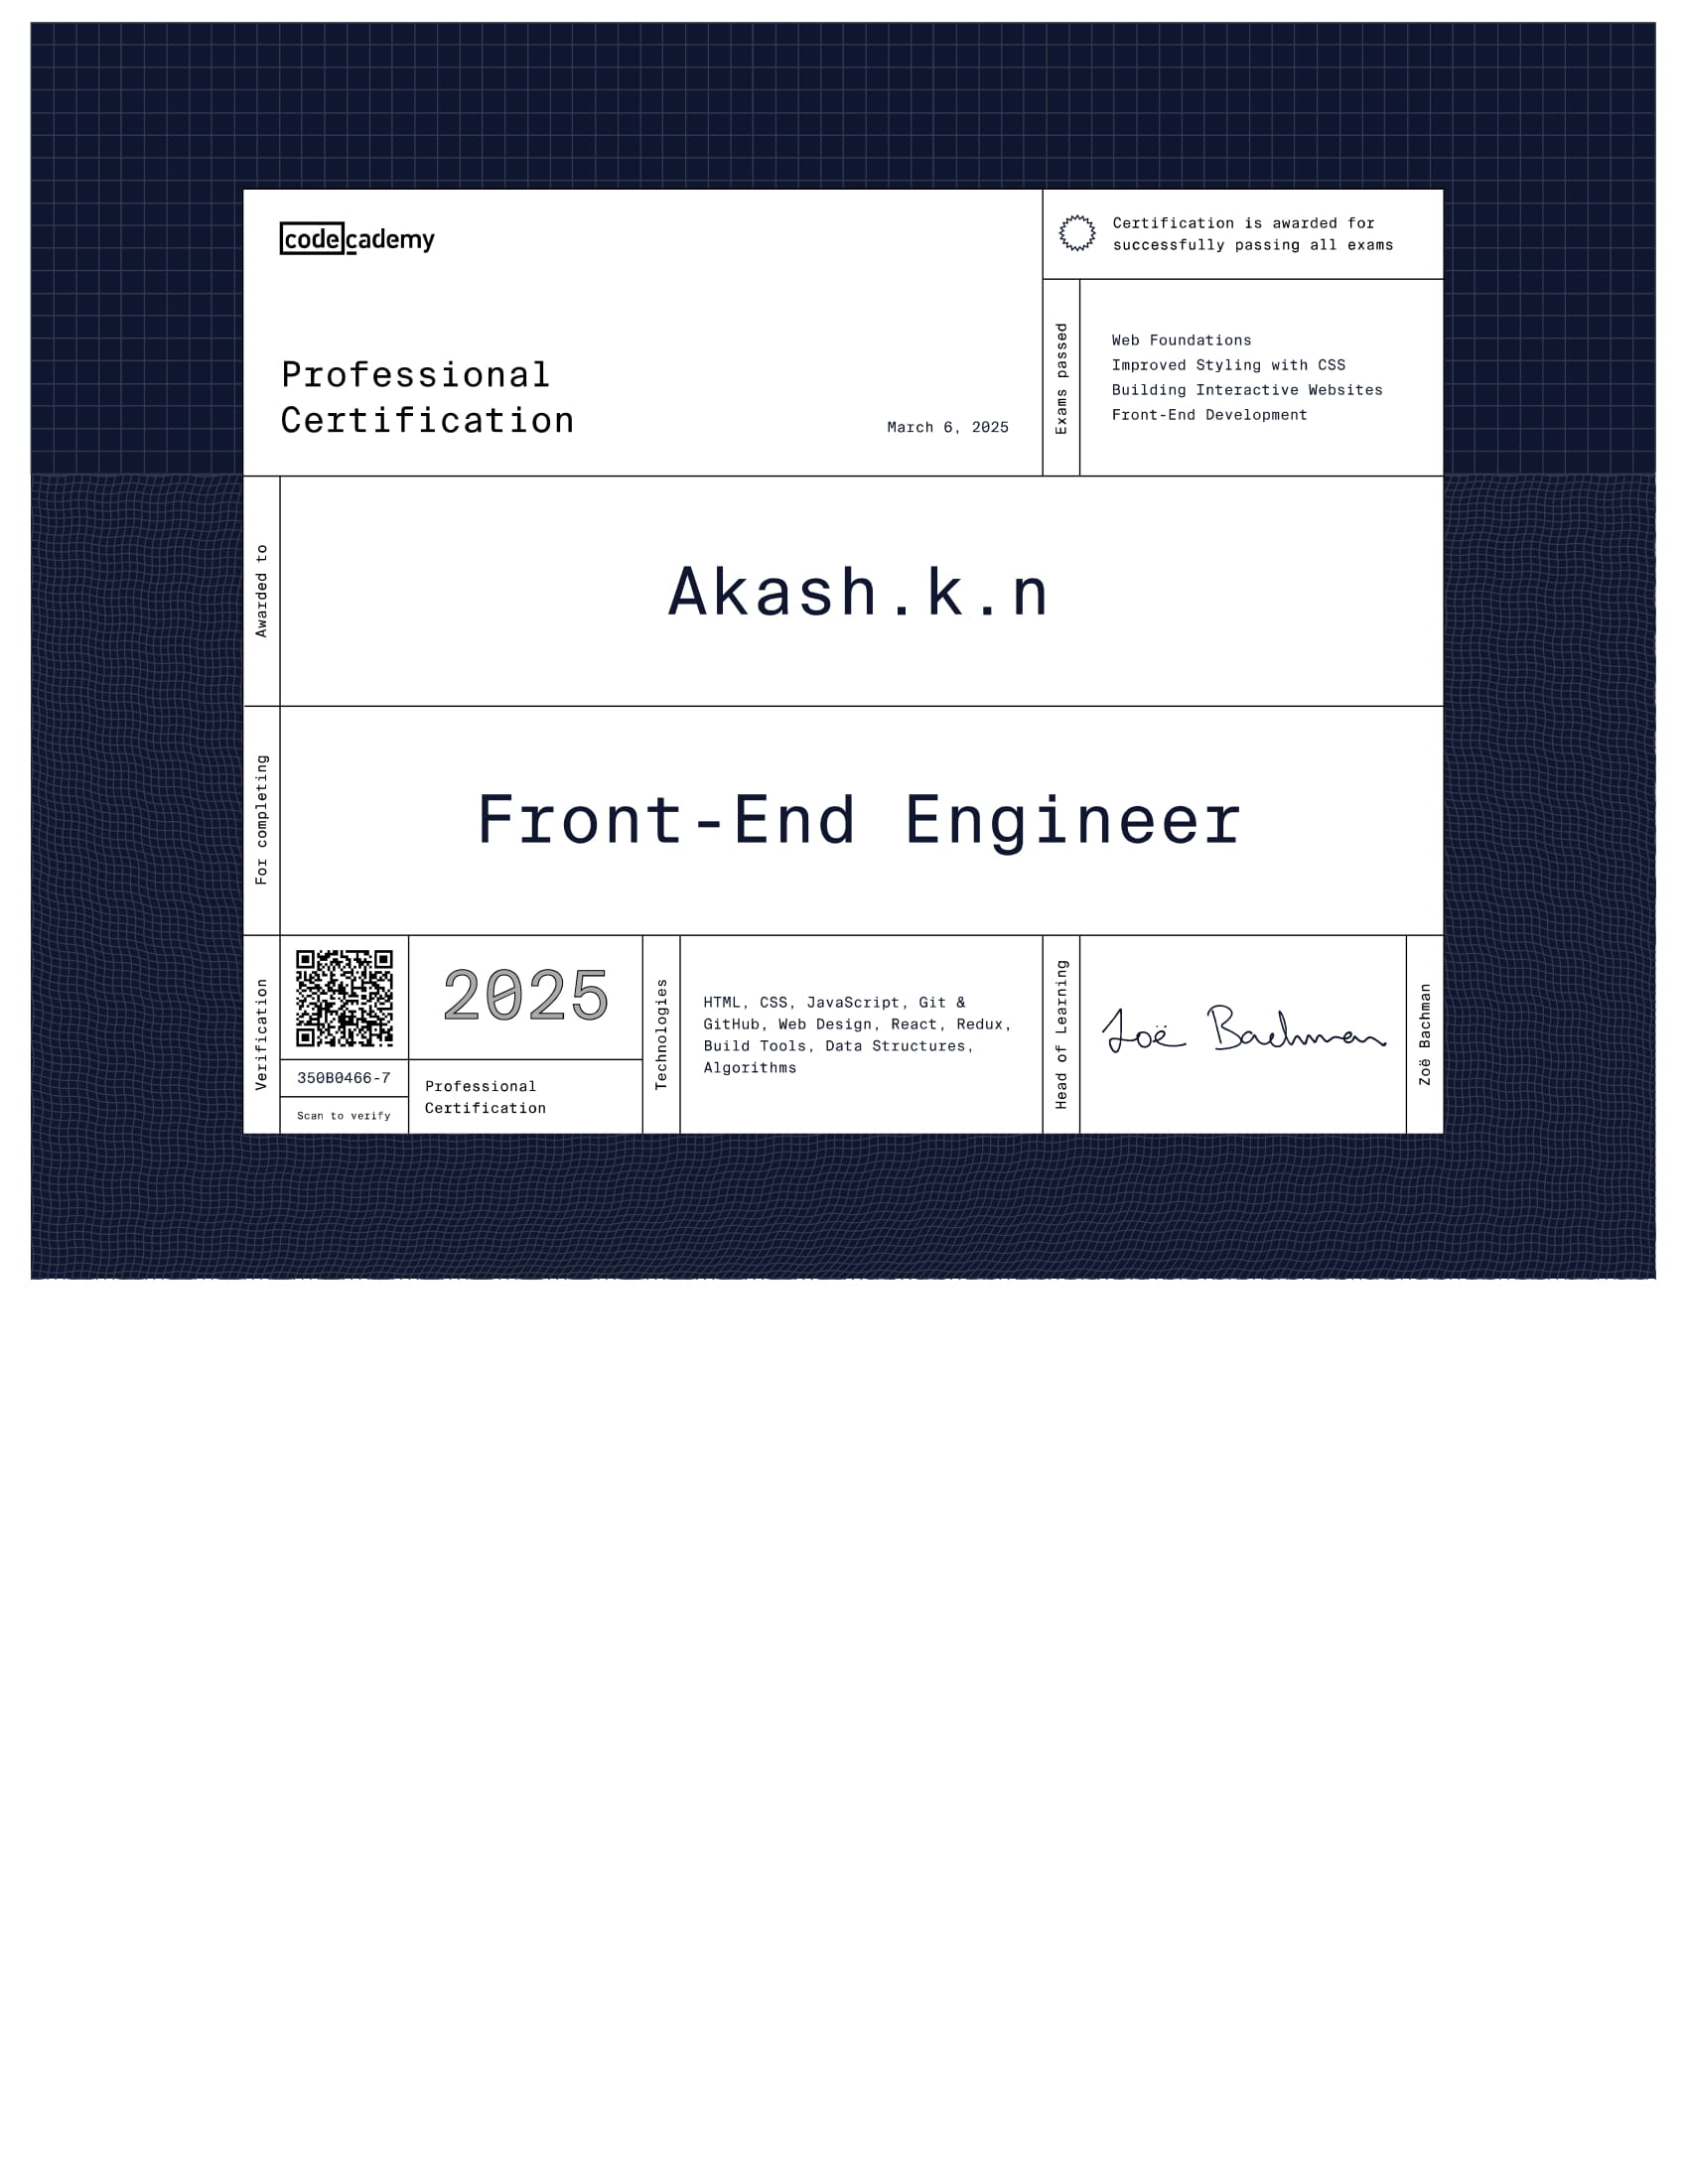 codecademy
Professional
Certification
March 6, 2025
Certification is awarded for
successfully passing all exams
Exams passed
Web Foundations
Improved Styling with CSS
Building Interactive Websites
Front-End Development
Awarded to
Akash.k.n
For completing
Front-End Engineer
Verification
350B0466-7
Scan to verify
2025
Professional
Certification
Technologies
HTML, CSS, JavaScript, Git &
GitHub, Web Design, React, Redux,
Build Tools, Data Structures,
Algorithms
Head of Learning
Zoë Bachman
Zoë Bachman